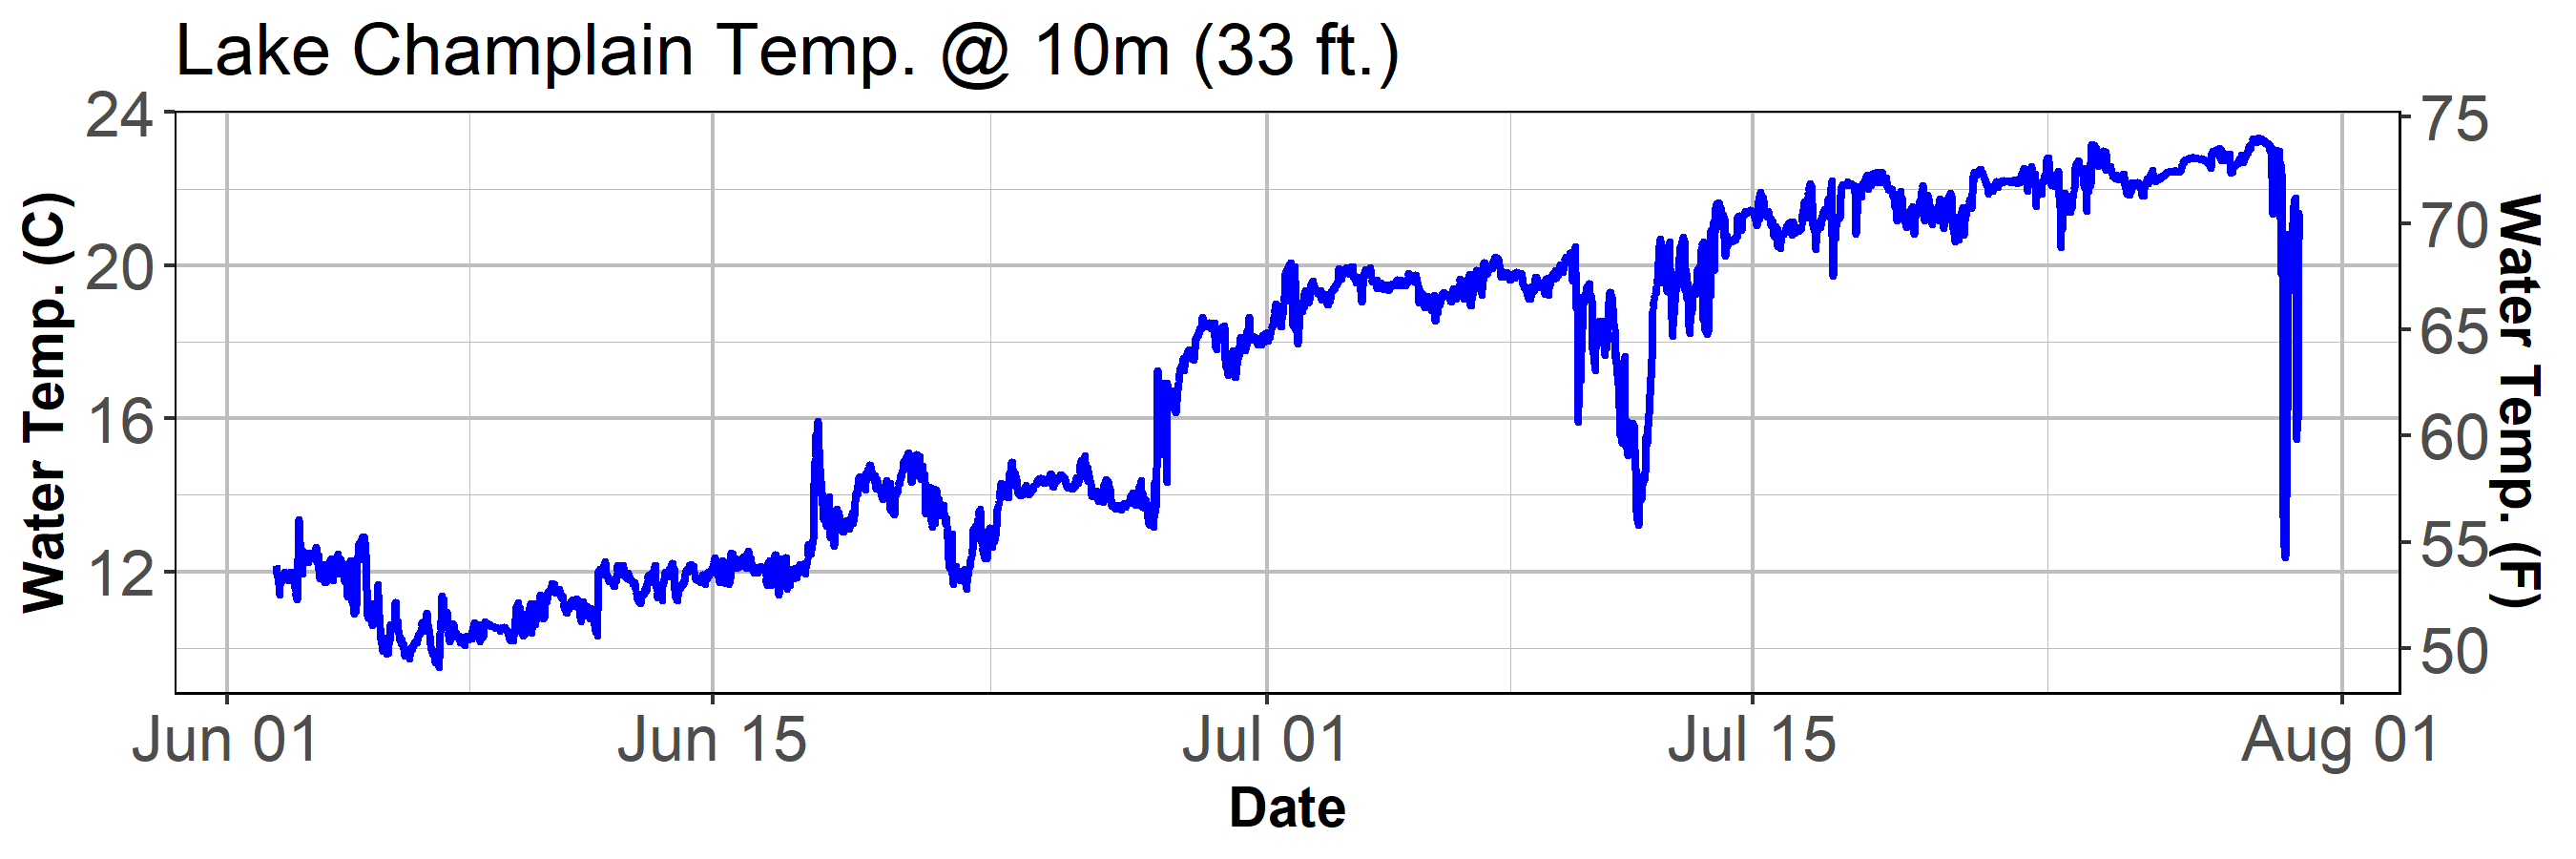 Lake Champlain Temp. @ 10m (33 ft.)
24
20
16
12
Water Temp. (C)
75
70
65
60
55
50
Water Temp. (F)
Jun 01
Jun 15
Jul 01
Jul 15
Aug 01
Date